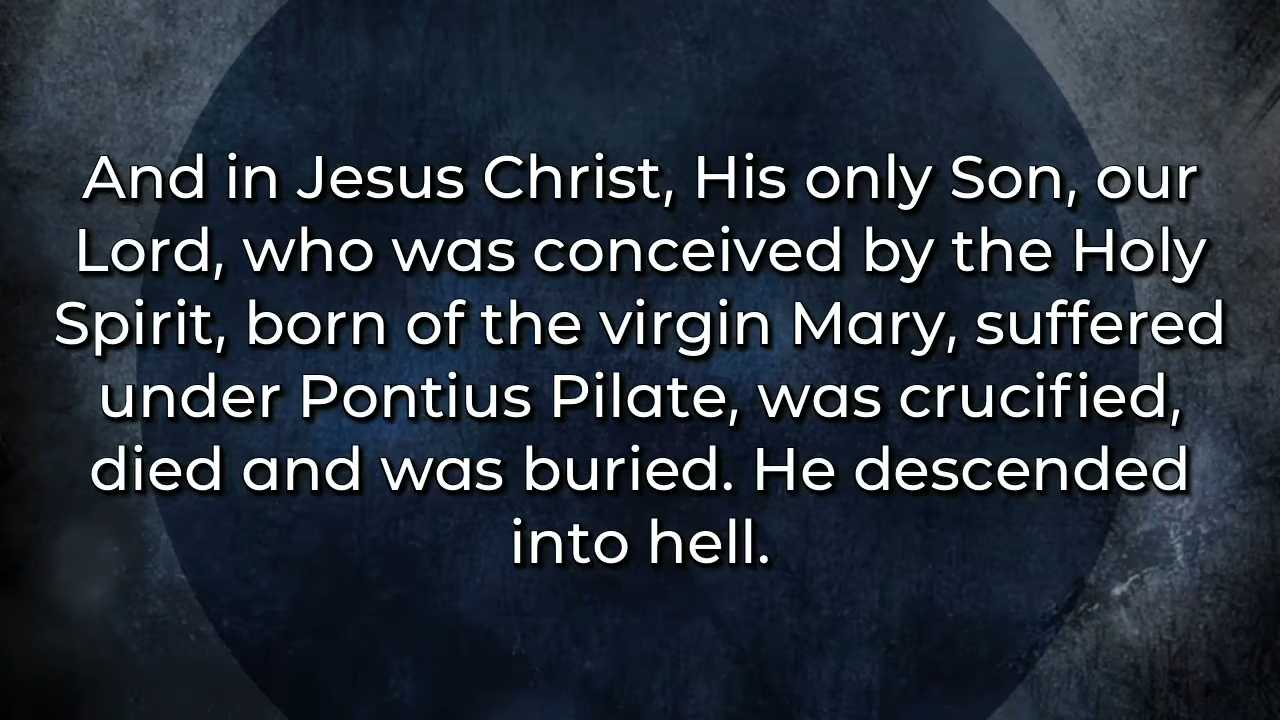 And in Jesus Christ, His only Son, our
Lord, who was conceived by the Holy
Spirit, born of the virgin Mary, suffered
under Pontius Pilate, was crucified,
died and was buried. He descended
into hell.